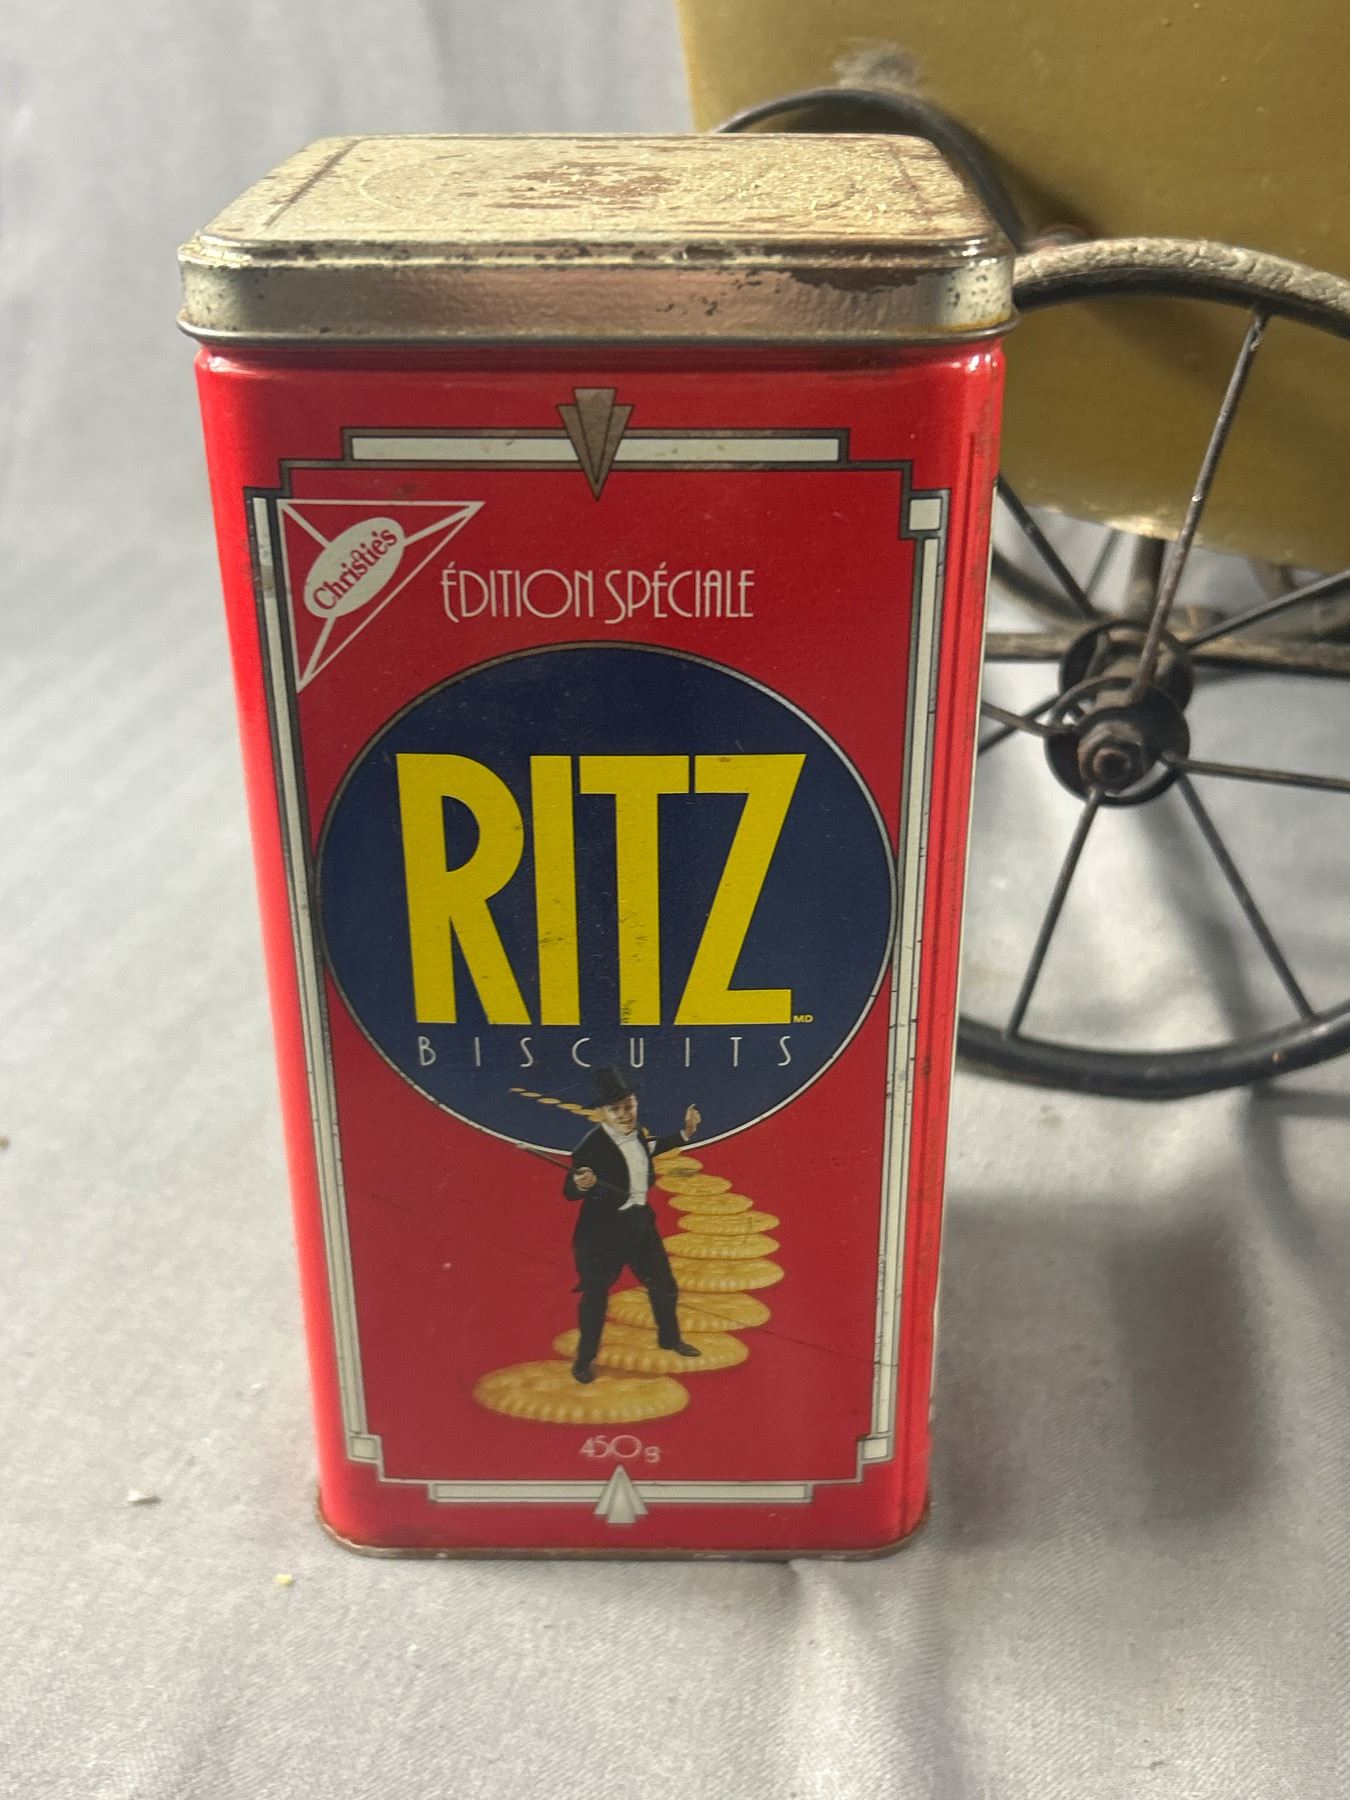 Christie's
ÉDITION SPÉCIALE
RITZ
MD
BISCUITS
450g